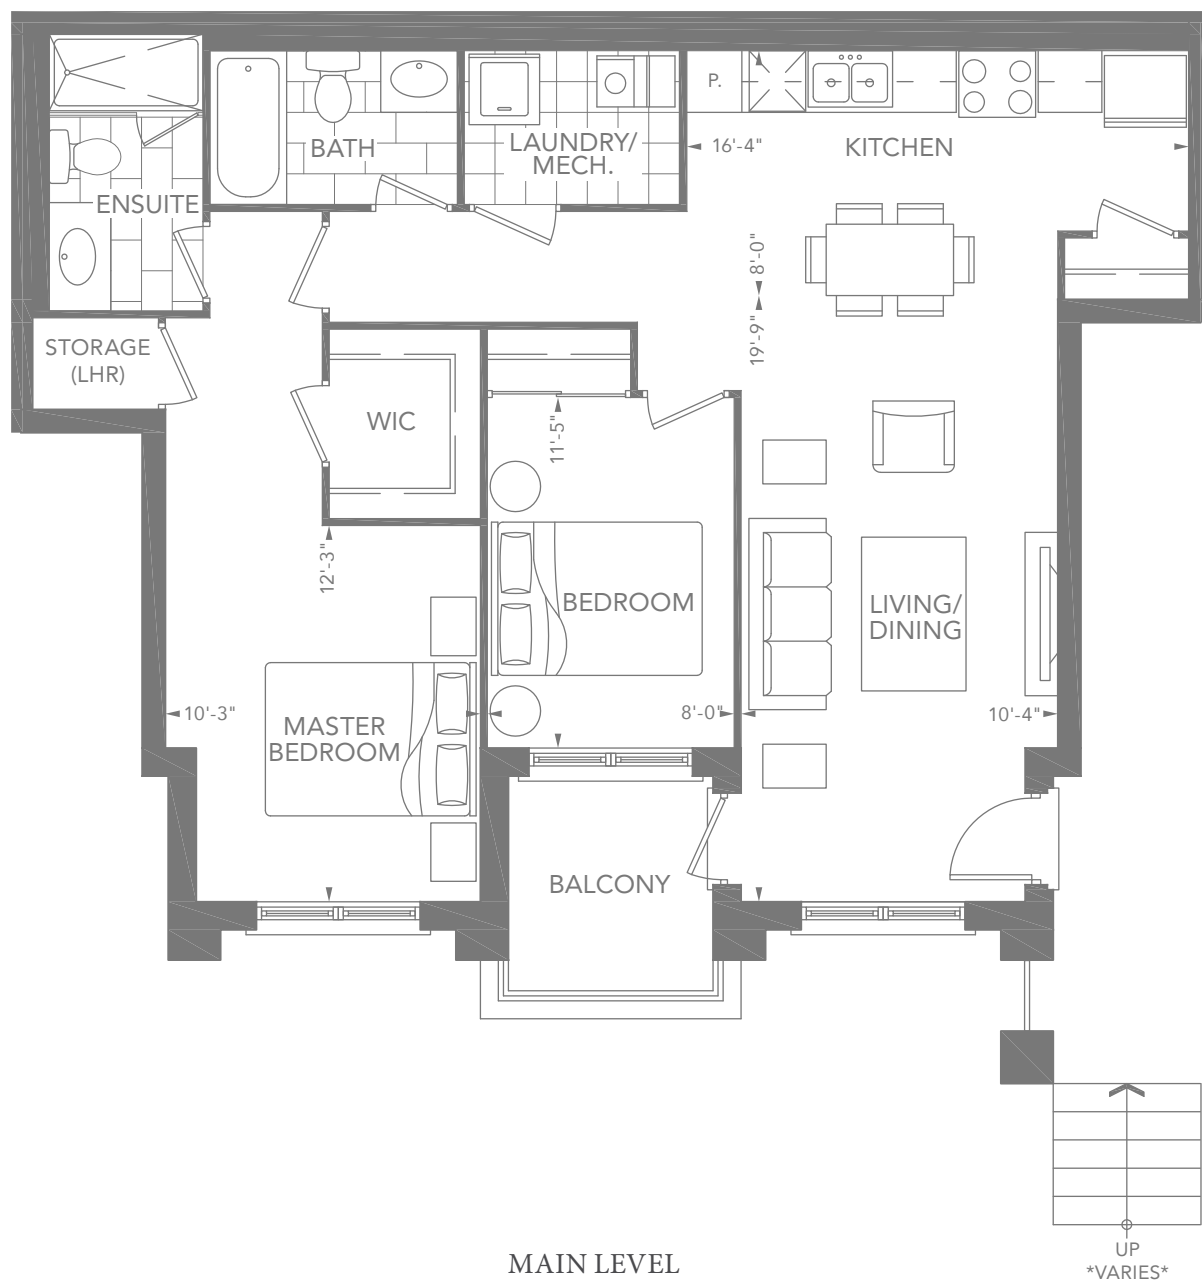 P.
BATH
LAUNDRY/
MECH.
16'-4"
KITCHEN
ENSUITE
8'-0"
19'-9"
STORAGE
(LHR)
WIC
11'-5"
12'-3"
BEDROOM
LIVING/
DINING
10'-3"
MASTER
BEDROOM
8'-0"
10'-4"
BALCONY
MAIN LEVEL
UP
*VARIES*